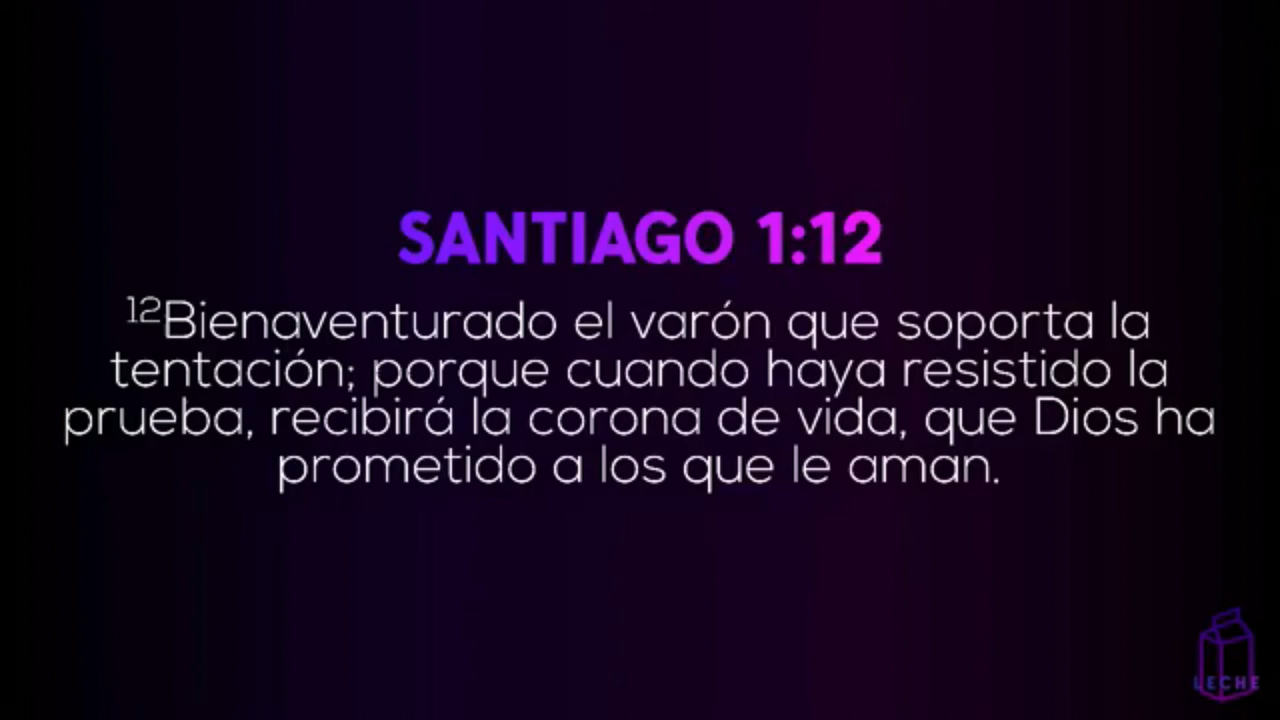 SANTIAGO 1:12
¹²Bienaventurado el varón que soporta la
tentación; porque cuando haya resistido la
prueba, recibirá la corona de vida, que Dios ha
prometido a los que le aman.
LECHE